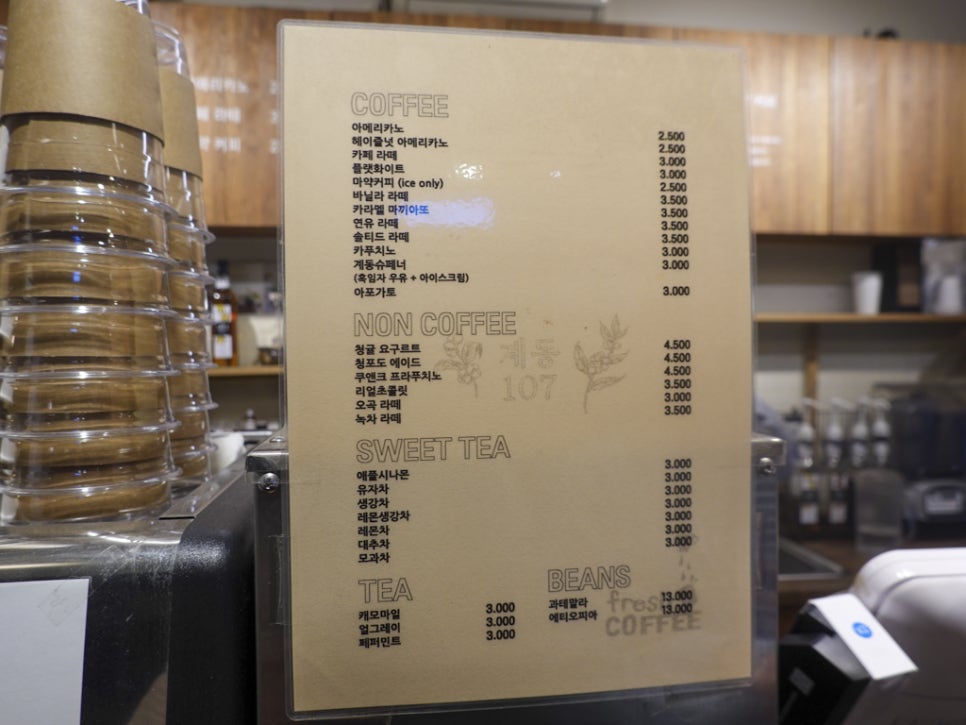 COFFEE
아메리카노 2.500
헤이즐넛 아메리카노 2.500
카페 라떼 3.000
플랫화이트 3.000
마약커피 (ice only) 2.500
바닐라 라떼 3.500
카라멜 마끼아또 3.500
연유 라떼 3.500
솔티드 라떼 3.500
카푸치노 3.000
계동슈페너 3.000
(흑임자 우유 + 아이스크림)
아포가토 3.000
NON COFFEE
청귤 요구르트 4.500
청포도 에이드 4.500
쿠앤크 프라푸치노 4.500
리얼초콜릿 3.500
오곡 라떼 3.000
녹차 라떼 3.500
계동
107
SWEET TEA
애플시나몬 3.000
유자차 3.000
생강차 3.000
레몬생강차 3.000
레몬차 3.000
대추차 3.000
모과차 3.000
TEA
캐모마일 3.000
얼그레이 3.000
페퍼민트 3.000
BEANS
과테말라 13.000
에티오피아 13.000
fresh
COFFEE